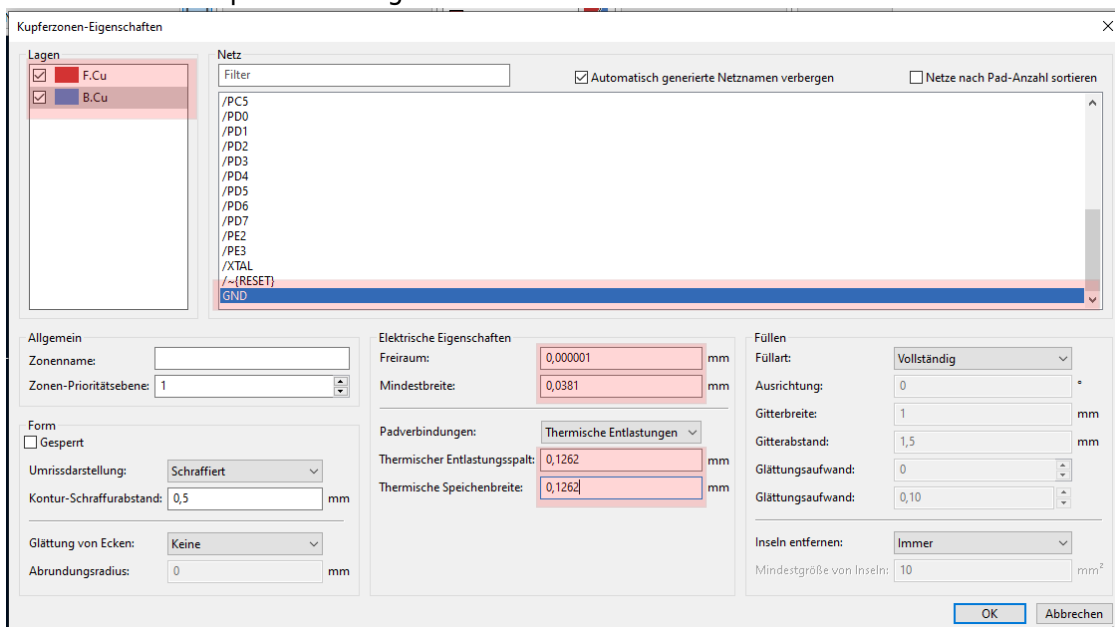 Kupferzonen-Eigenschaften
Lagen
F.Cu
B.Cu
Netz
Filter
Automatisch generierte Netznamen verbergen
Netze nach Pad-Anzahl sortieren
/PC5
/PD0
/PD1
/PD2
/PD3
/PD4
/PD5
/PD6
/PD7
/PE2
/PE3
/XTAL
/~{RESET}
GND
Allgemein
Zonenname:
Zonen-Prioritätsebene: 1
Form
Gesperrt
Umrissdarstellung: Schraffiert
Kontur-Schraffurabstand: 0,5 mm
Glättung von Ecken: Keine
Abrundungsradius: 0 mm
Elektrische Eigenschaften
Freiraum: 0,000001 mm
Mindestbreite: 0,0381 mm
Padverbindungen: Thermische Entlastungen
Thermischer Entlastungsspalt: 0,1262 mm
Thermische Speichenbreite: 0,1262 mm
Füllen
Füllart: Vollständig
Ausrichtung: 0 °
Gitterbreite: 1 mm
Gitterabstand: 1,5 mm
Glättungsaufwand: 0
Glättungsaufwand: 0,10
Inseln entfernen: Immer
Mindestgröße von Inseln: 10 mm²
OK Abbrechen